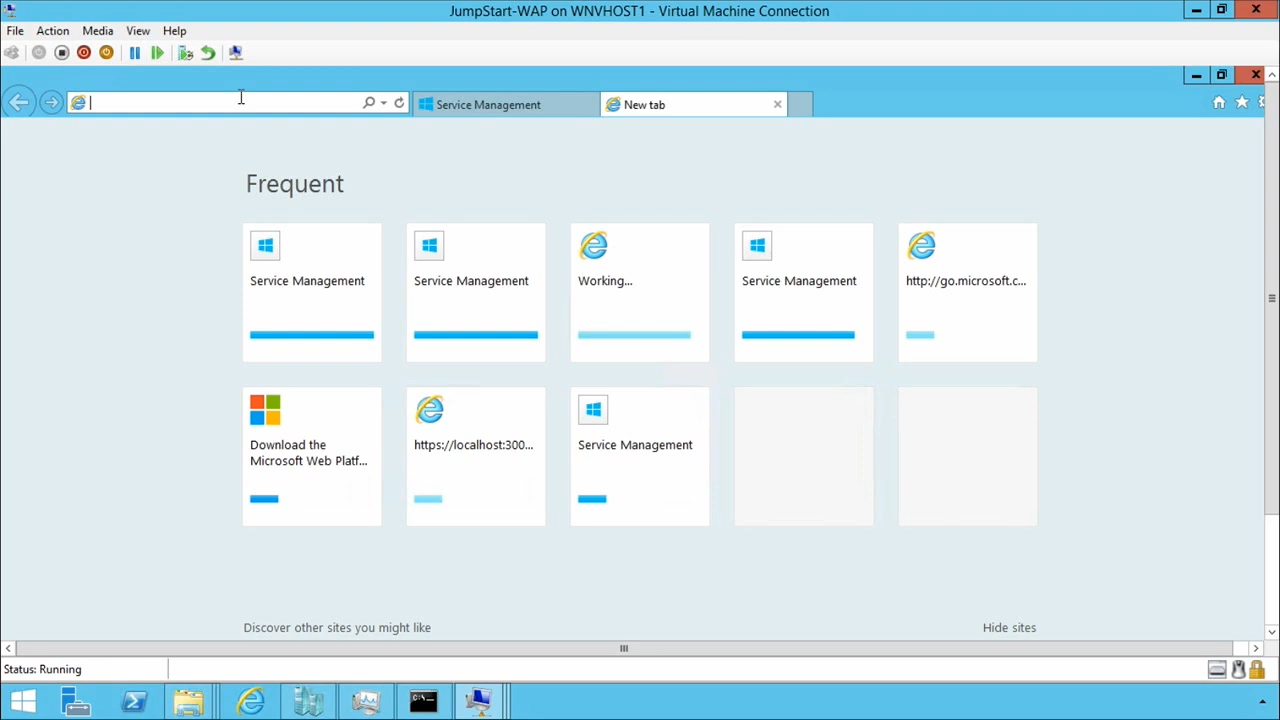 JumpStart-WAP on WNVHOST1 - Virtual Machine Connection
File Action Media View Help
Service Management
New tab
Frequent
Service Management
Service Management
Working...
Service Management
http://go.microsoft.c...
Download the
Microsoft Web Platf...
https://localhost:300...
Service Management
Discover other sites you might like
Hide sites
Status: Running